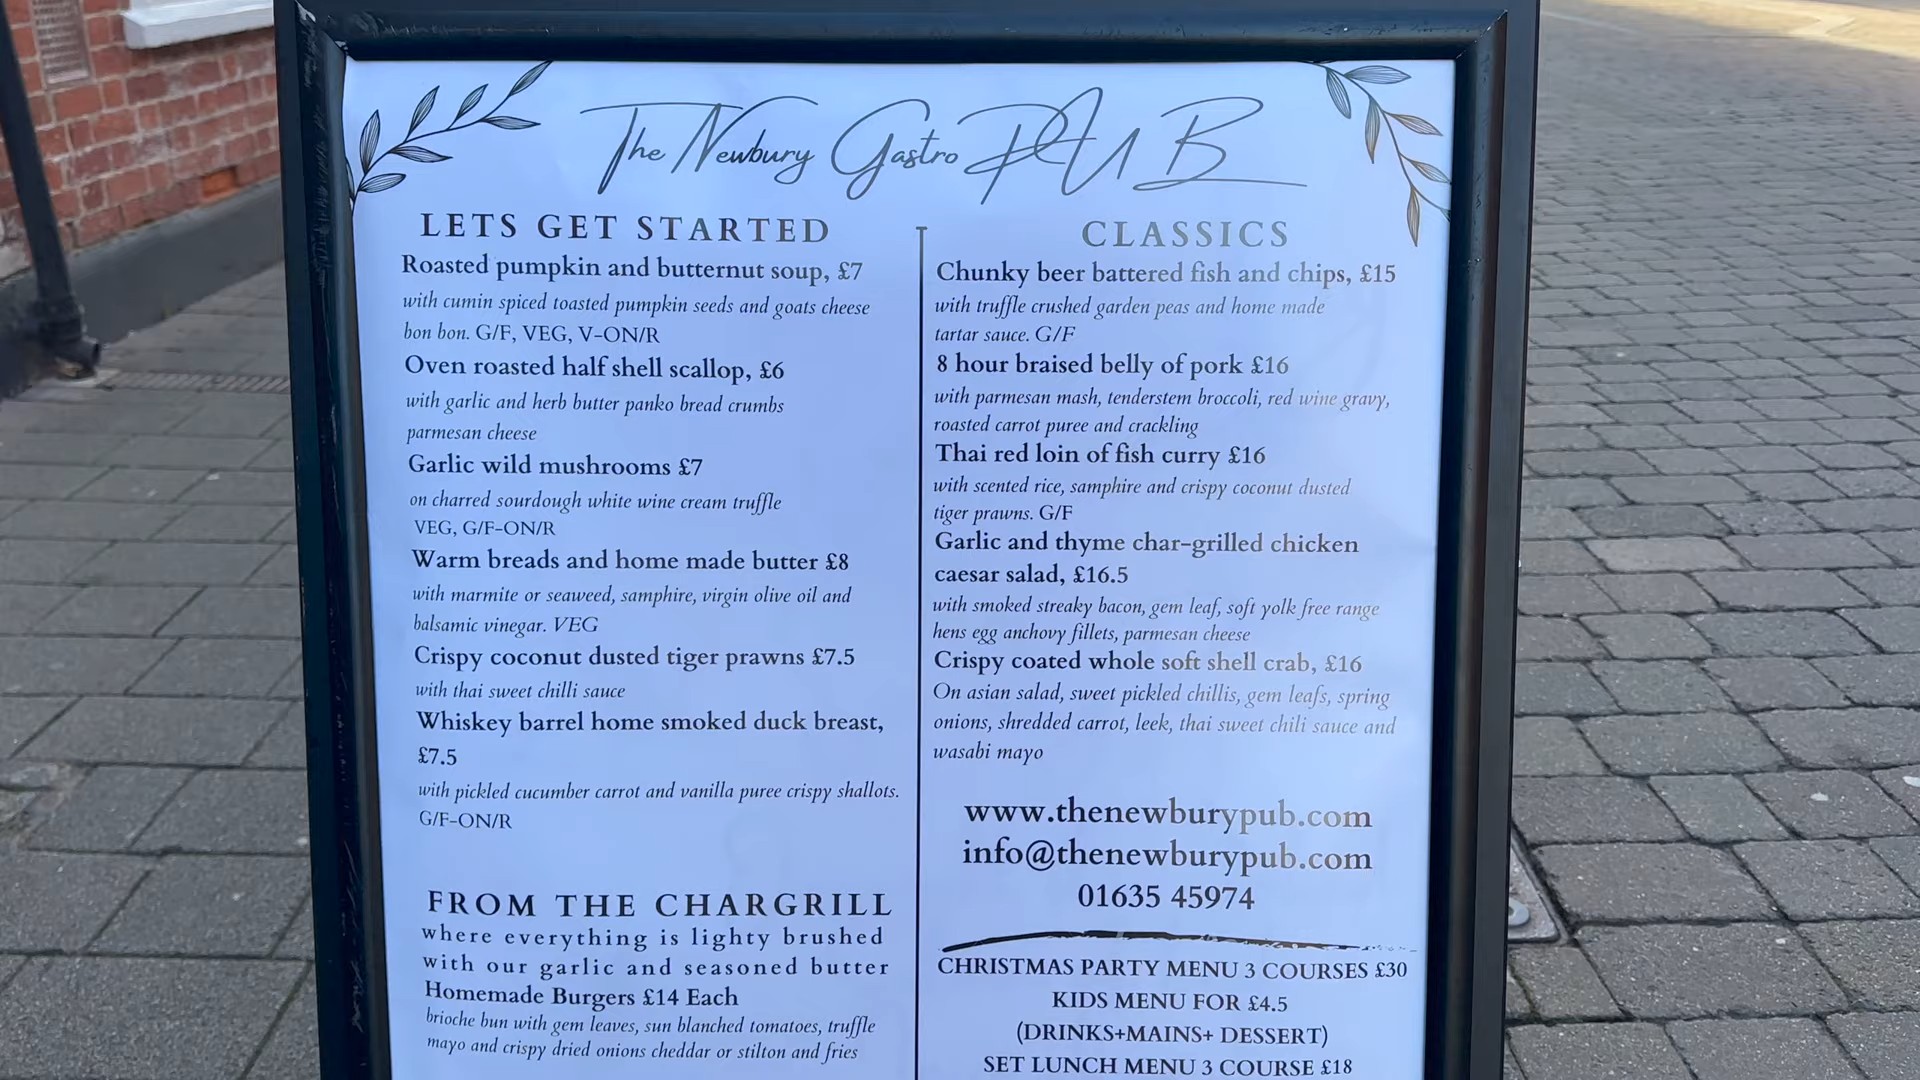 The Newbury Gastro PUB
LETS GET STARTED
Roasted pumpkin and butternut soup, £7
with cumin spiced toasted pumpkin seeds and goats cheese
bon bon. G/F, VEG, V-ON/R
Oven roasted half shell scallop, £6
with garlic and herb butter panko bread crumbs
parmesan cheese
Garlic wild mushrooms £7
on charred sourdough white wine cream truffle
VEG, G/F-ON/R
Warm breads and home made butter £8
with marmite or seaweed, samphire, virgin olive oil and
balsamic vinegar. VEG
Crispy coconut dusted tiger prawns £7.5
with thai sweet chilli sauce
Whiskey barrel home smoked duck breast,
£7.5
with pickled cucumber carrot and vanilla puree crispy shallots.
G/F-ON/R
FROM THE CHARGRILL
where everything is lighty brushed
with our garlic and seasoned butter
Homemade Burgers £14 Each
brioche bun with gem leaves, sun blanched tomatoes, truffle
mayo and crispy dried onions cheddar or stilton and fries
CLASSICS
Chunky beer battered fish and chips, £15
with truffle crushed garden peas and home made
tartar sauce. G/F
8 hour braised belly of pork £16
with parmesan mash, tenderstem broccoli, red wine gravy,
roasted carrot puree and crackling
Thai red loin of fish curry £16
with scented rice, samphire and crispy coconut dusted
tiger prawns. G/F
Garlic and thyme char-grilled chicken
caesar salad, £16.5
with smoked streaky bacon, gem leaf, soft yolk free range
hens egg anchovy fillets, parmesan cheese
Crispy coated whole soft shell crab, £16
On asian salad, sweet pickled chillis, gem leafs, spring
onions, shredded carrot, leek, thai sweet chili sauce and
wasabi mayo
www.thenewburypub.com
info@thenewburypub.com
01635 45974
CHRISTMAS PARTY MENU 3 COURSES £30
KIDS MENU FOR £4.5
(DRINKS+MAINS+ DESSERT)
SET LUNCH MENU 3 COURSE £18